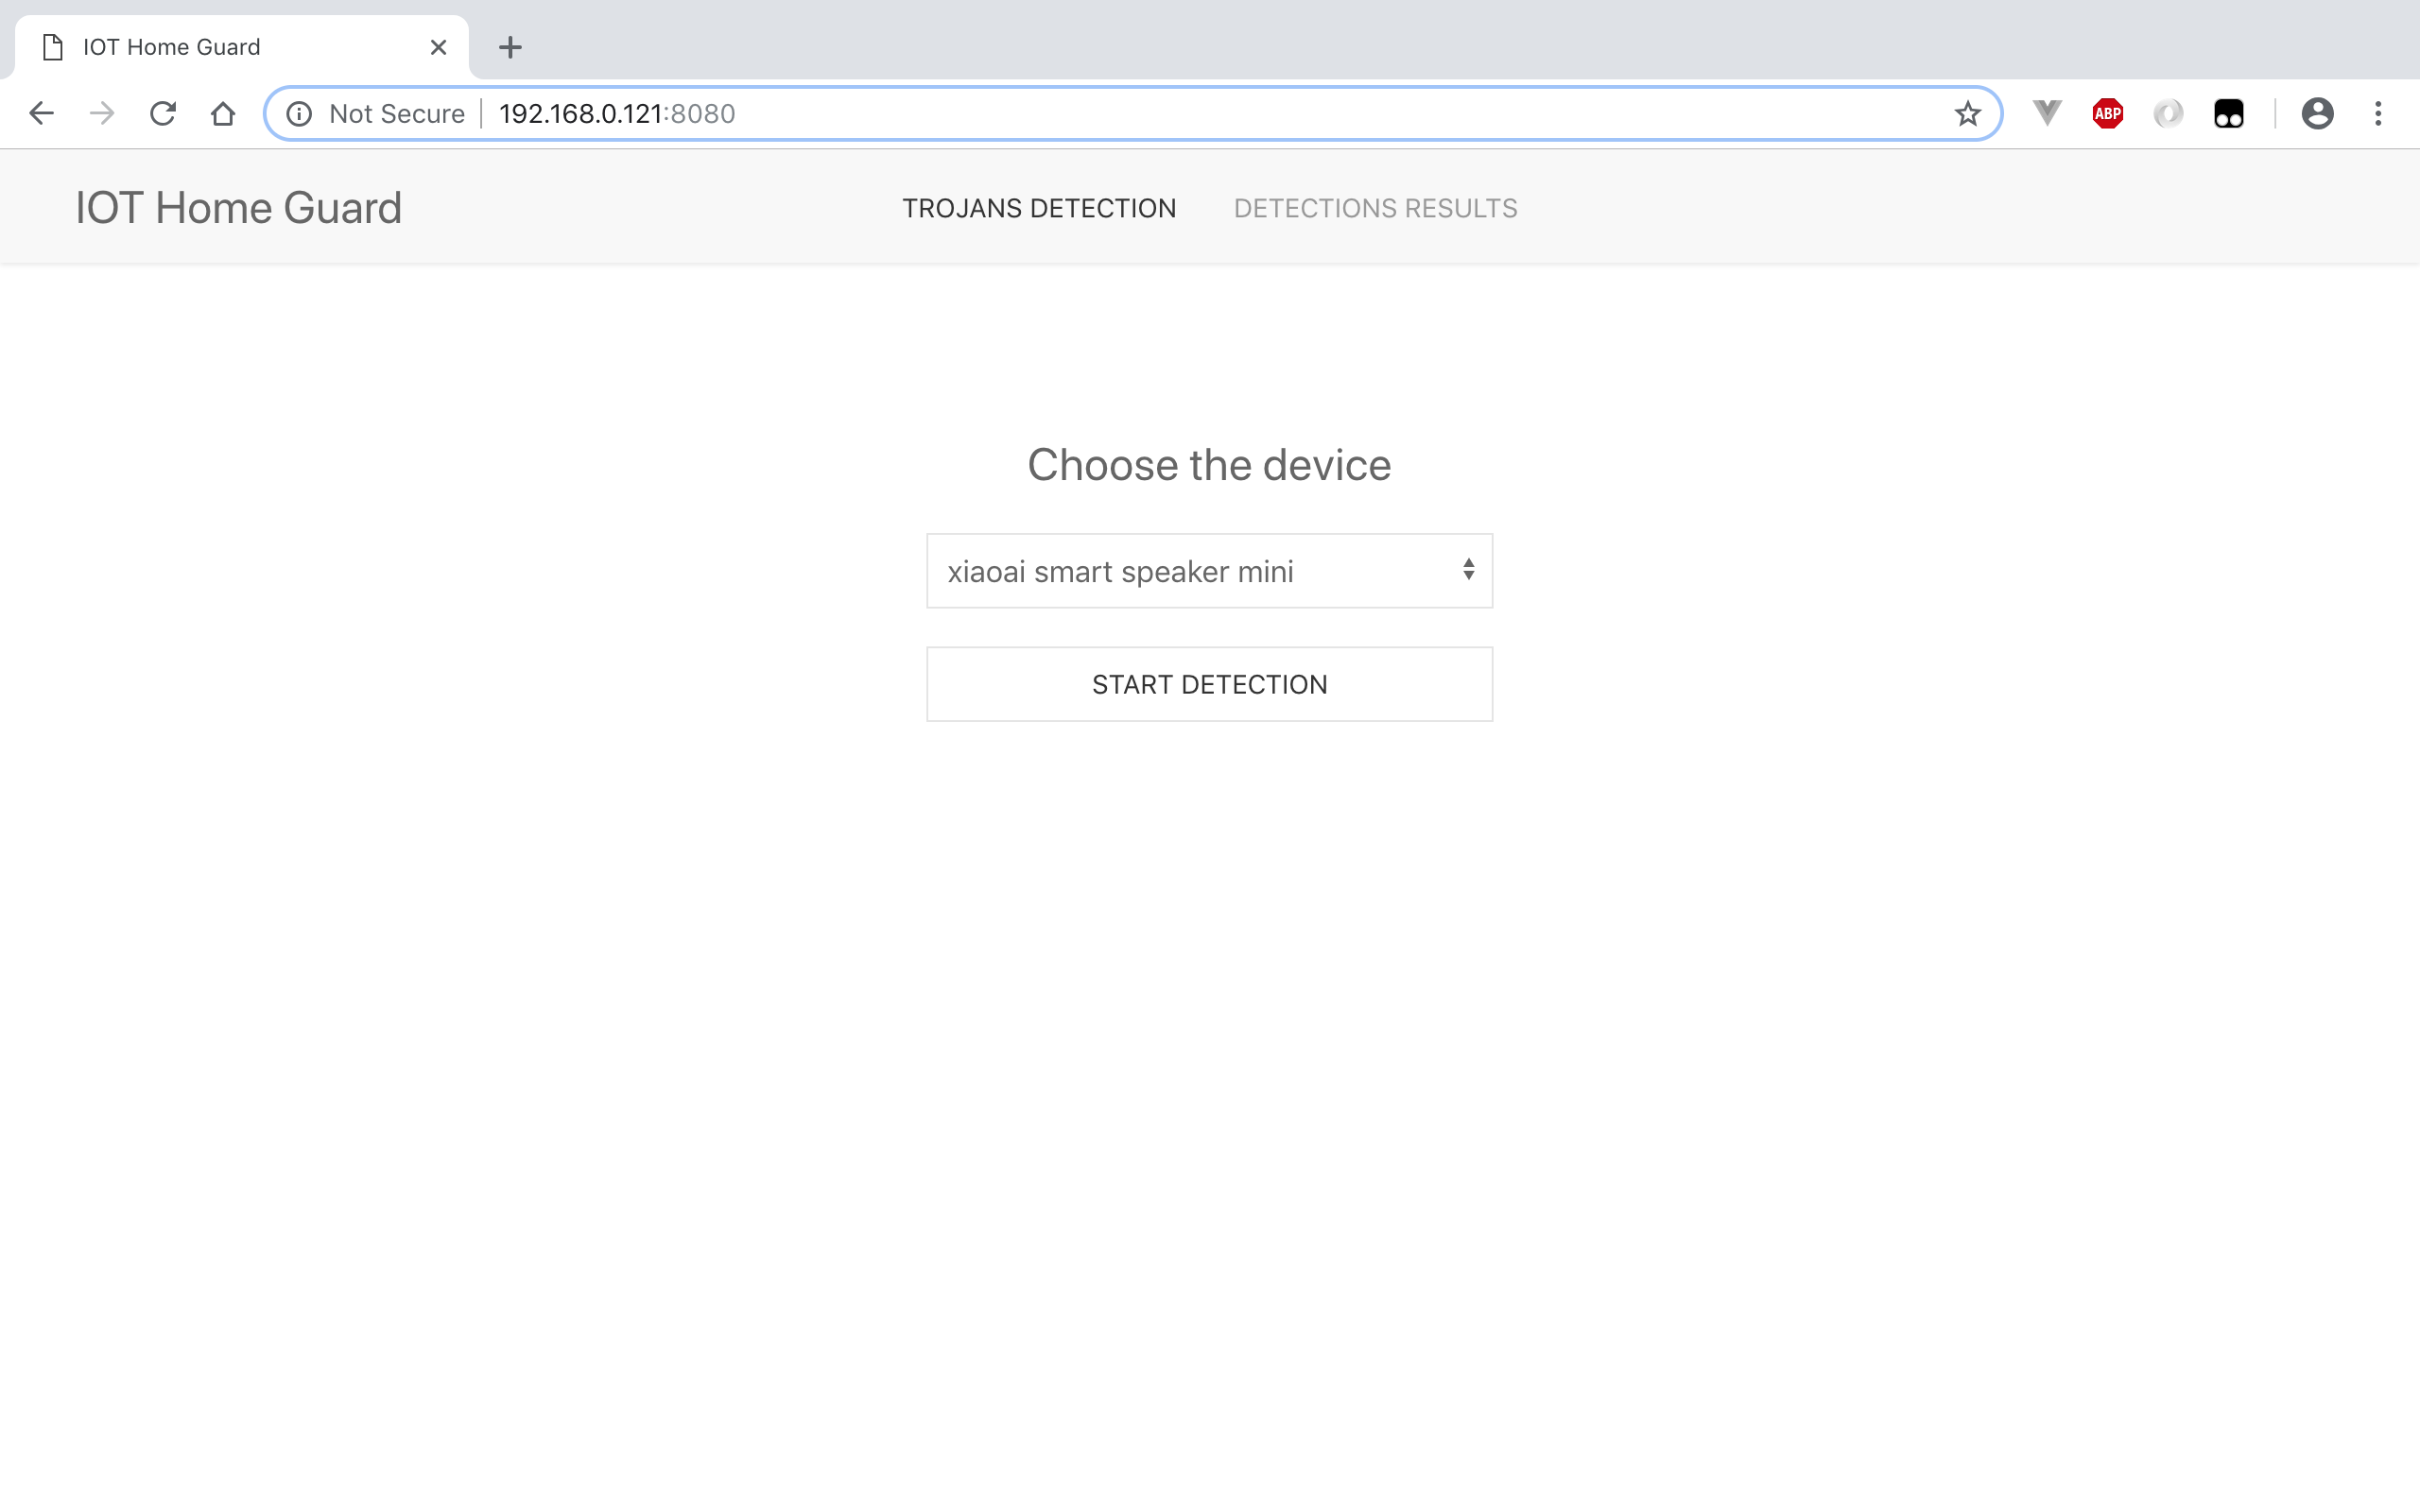 IOT Home Guard
Not Secure 192.168.0.121:8080
ABP
IOT Home Guard TROJANS DETECTION DETECTIONS RESULTS
Choose the device
xiaoai smart speaker mini
START DETECTION